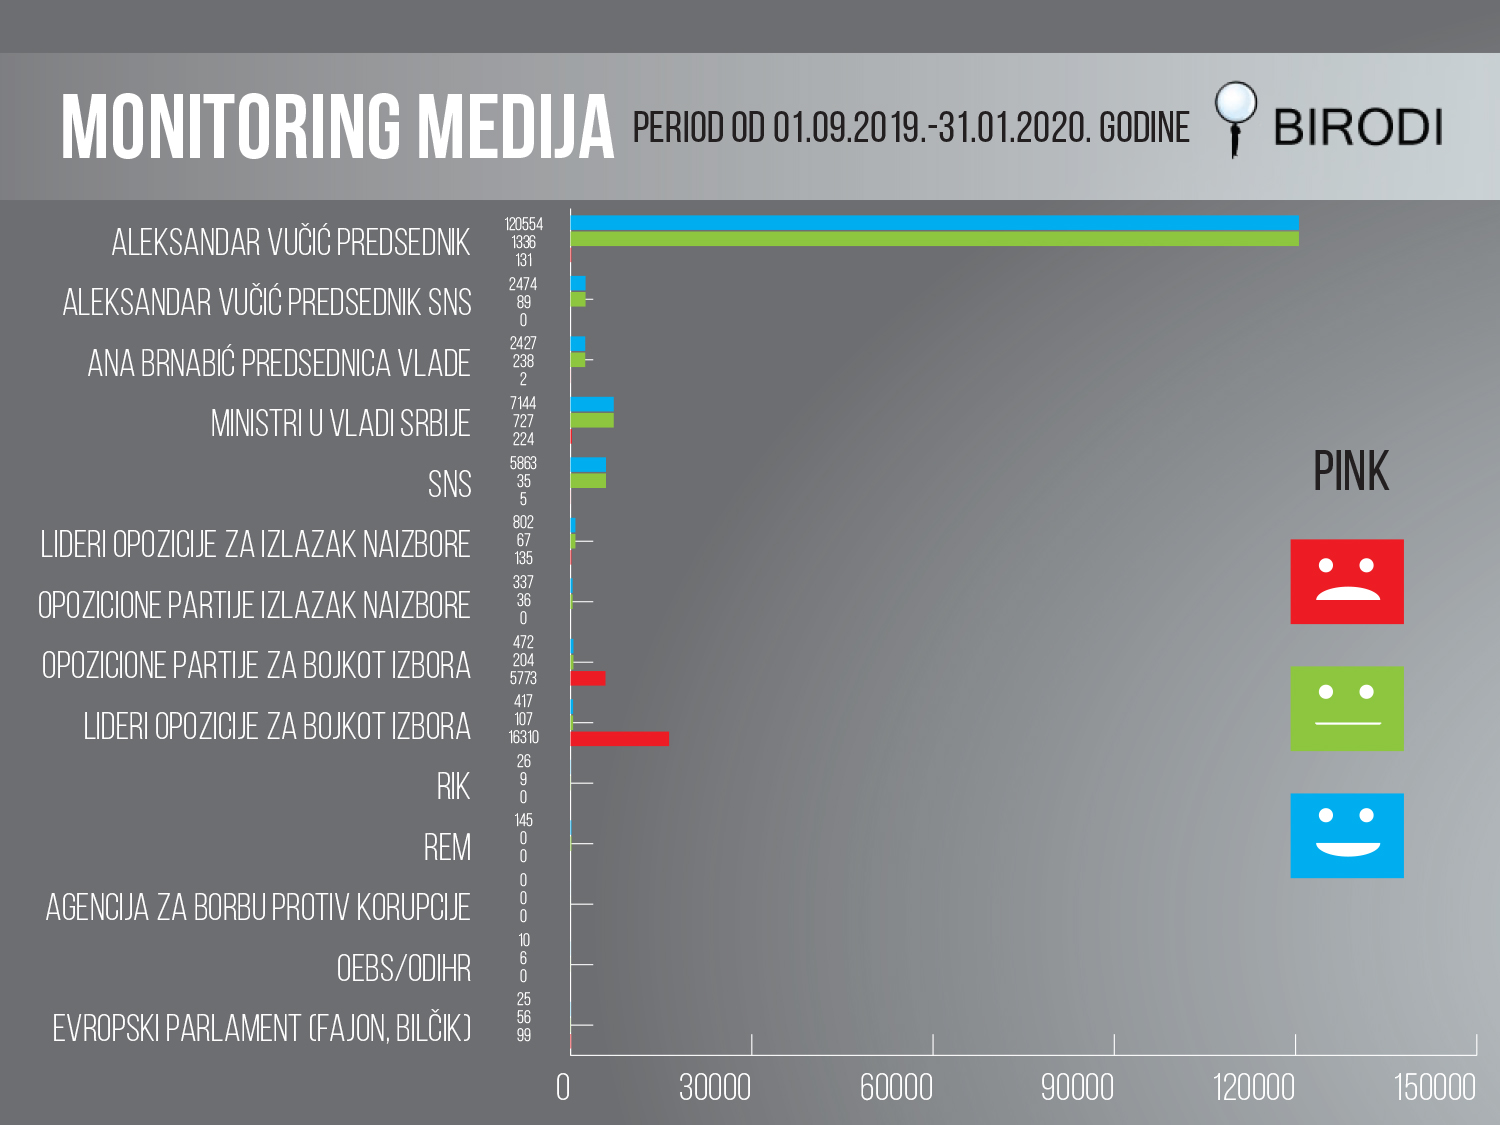 MONITORING MEDIJA PERIOD OD 01.09.2019.-31.01.2020. GODINE BIRODI
ALEKSANDAR VUČIĆ PREDSEDNIK
120554
1336
131
ALEKSANDAR VUČIĆ PREDSEDNIK SNS
2474
89
0
ANA BRNABIĆ PREDSEDNICA VLADE
2427
238
2
MINISTRI U VLADI SRBIJE
7144
727
224
SNS
5863
35
5
LIDERI OPOZICIJE ZA IZLAZAK NAIZBORE
802
67
135
OPOZICIONE PARTIJE IZLAZAK NAIZBORE
337
36
0
OPOZICIONE PARTIJE ZA BOJKOT IZBORA
472
204
5773
LIDERI OPOZICIJE ZA BOJKOT IZBORA
417
107
16310
RIK
26
9
0
REM
145
0
0
AGENCIJA ZA BORBU PROTIV KORUPCIJE
0
0
0
OEBS/ODIHR
10
6
0
EVROPSKI PARLAMENT (FAJON, BILČIK)
25
56
99
PINK
0 30000 60000 90000 120000 150000